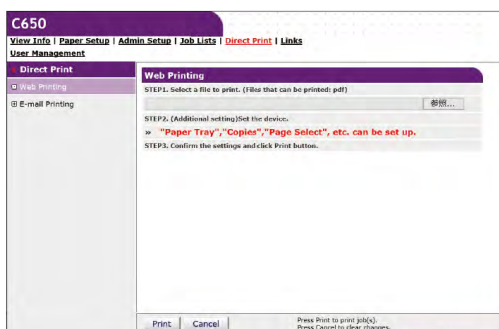 C650
View Info | Paper Setup | Admin Setup | Job Lists | Direct Print | Links
User Management
Direct Print
Web Printing
E-mail Printing
Web Printing
STEP1. Select a file to print. (Files that can be printed: pdf)
参照...
STEP2. (Additional setting)Set the device.
» "Paper Tray","Copies","Page Select", etc. can be set up.
STEP3. Confirm the settings and click Print button.
Print Cancel
Press Print to print job(s).
Press Cancel to clear changes.